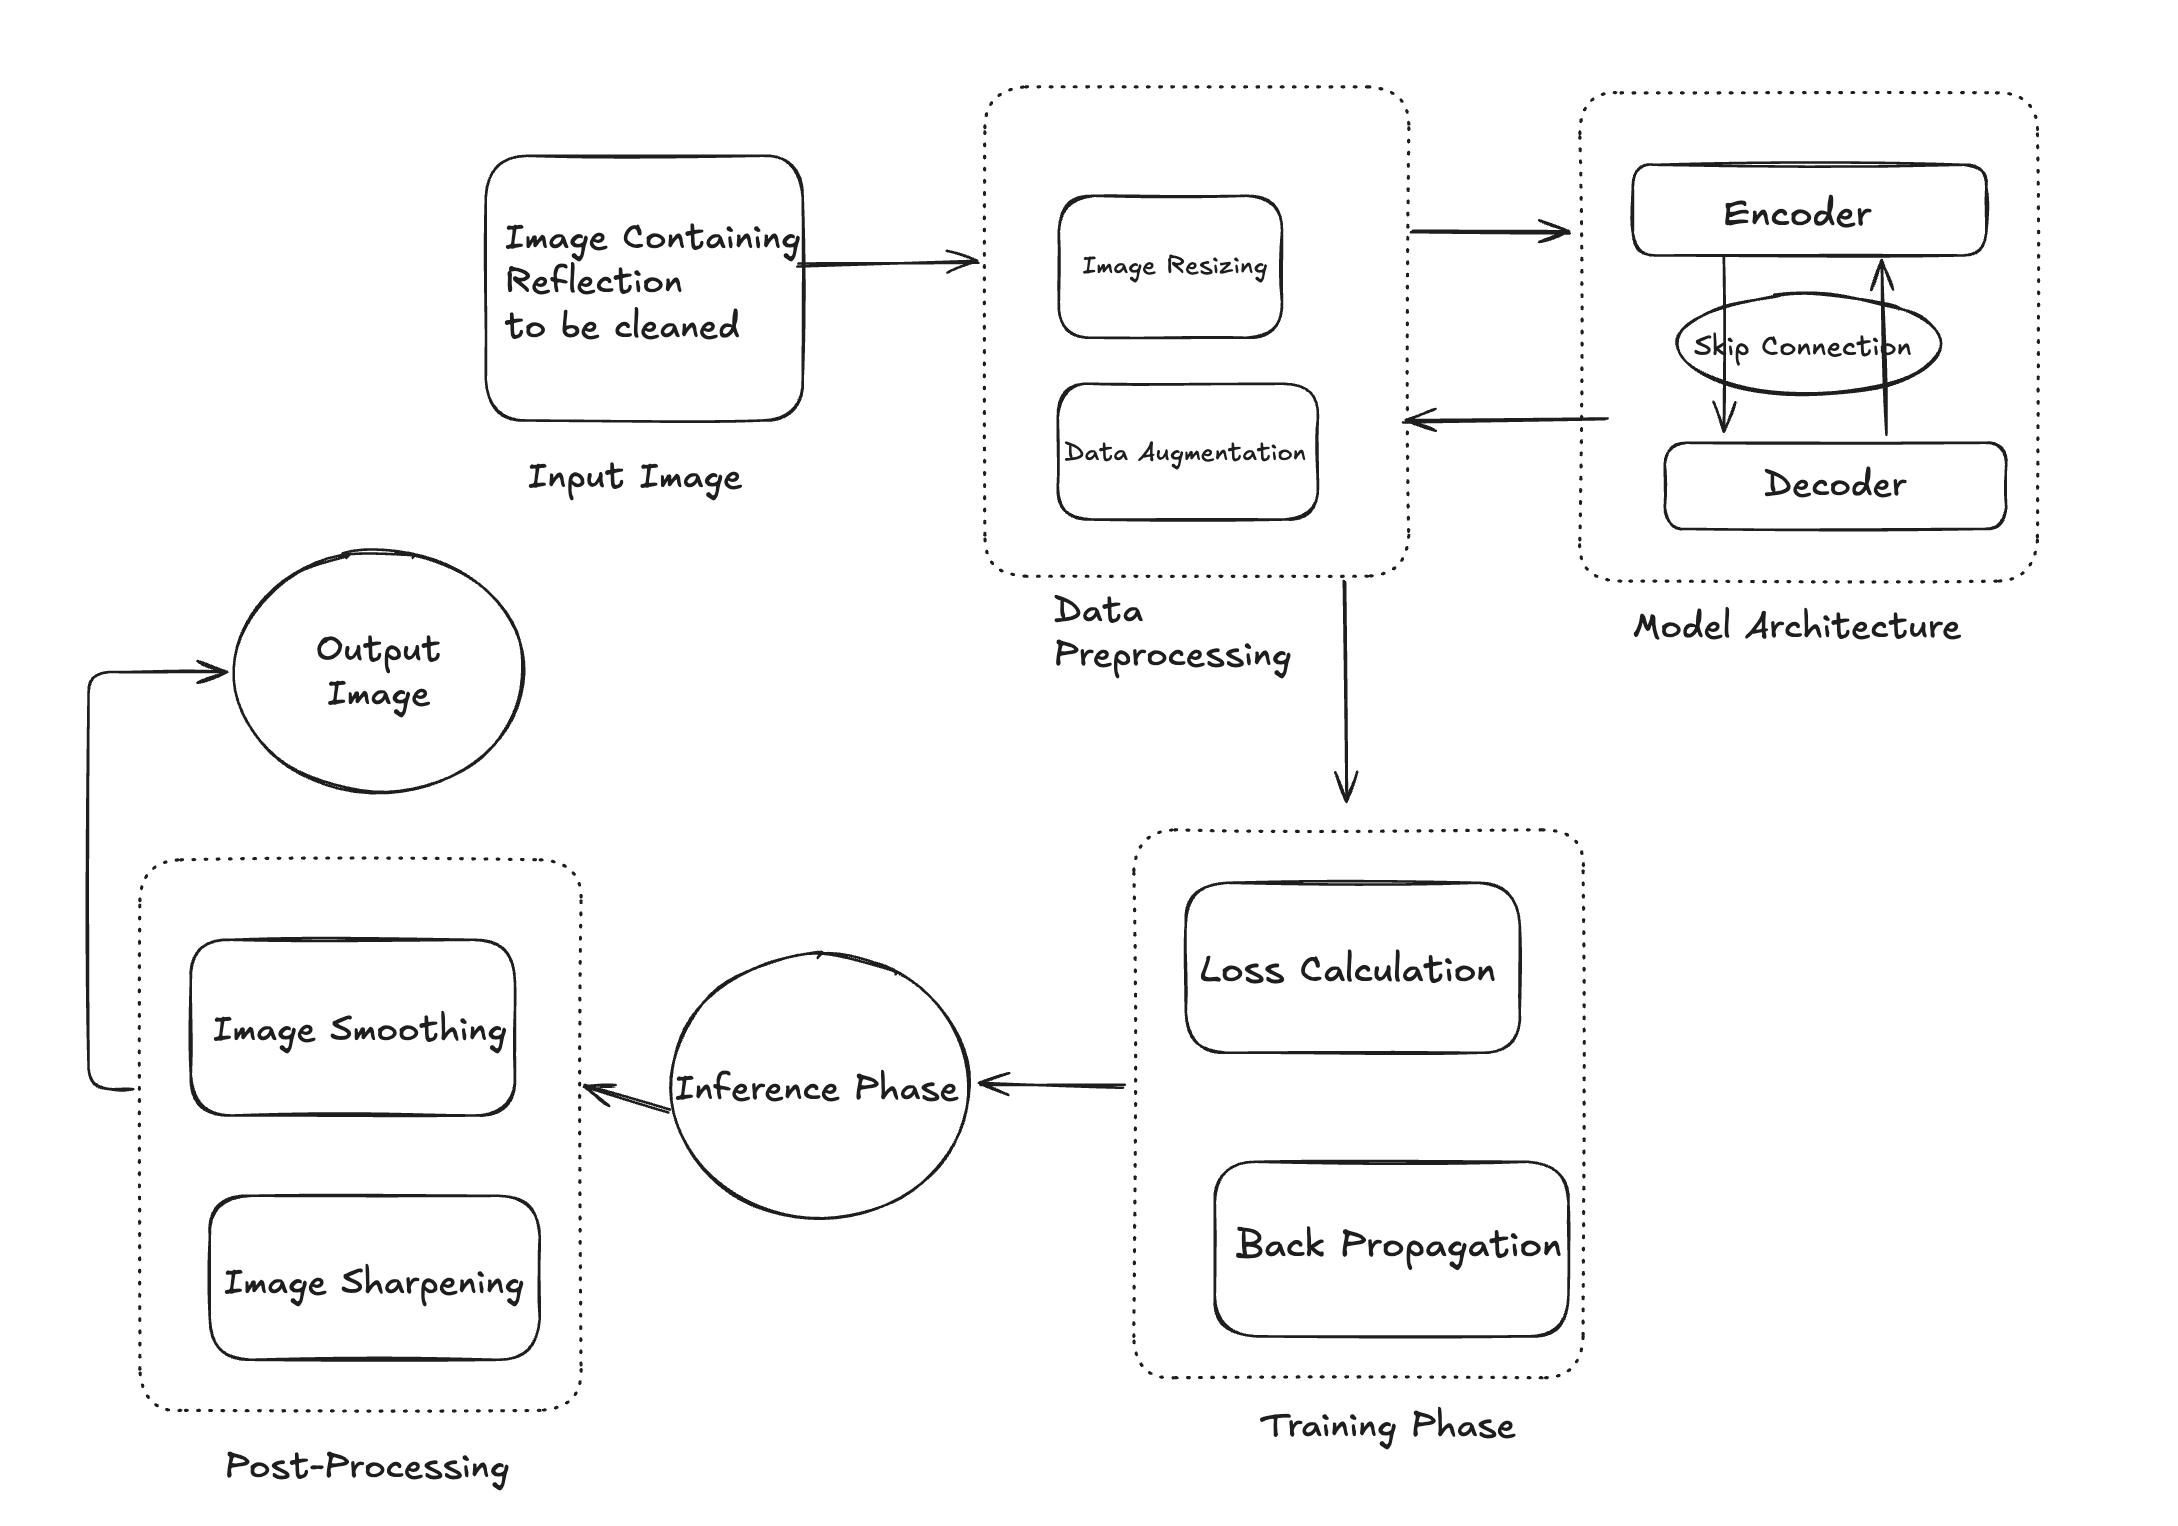 Image Containing
Reflection
to be cleaned
Input Image
Image Resizing
Data Augmentation
Data
Preprocessing
Encoder
Skip Connection
Decoder
Model Architecture
Output
Image
Loss Calculation
Back Propagation
Training Phase
Inference Phase
Image Smoothing
Image Sharpening
Post-Processing